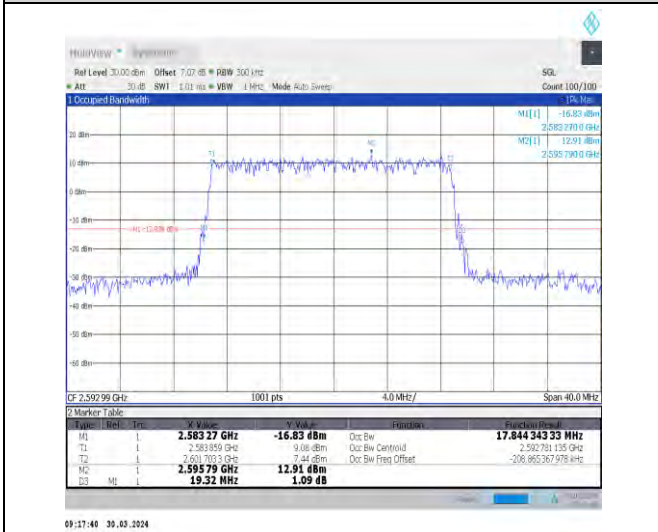 MultiView Spectrum
Ref Level 30.00 dBm Offset 7.07 dB RBW 300 kHz SGL
Att 30 dB SWT 1.01 ms VBW 1 MHz Mode Auto Sweep Count 100/100
1 Occupied Bandwidth 1Pk Max
M1[1] -16.83 dBm
2.583 270 0 GHz
M2[1] 12.91 dBm
2.595 790 0 GHz
20 dBm
M2
T1 T2
10 dBm
0 dBm
-10 dBm
-20 dBm
-30 dBm
-40 dBm
-50 dBm
-60 dBm
CF 2.592 99 GHz 1001 pts 4.0 MHz/ Span 40.0 MHz
2 Marker Table
Type Ref Trc X Value Y Value Function Function Result
M1 1 2.583 27 GHz -16.83 dBm Occ Bw 17.844 343 33 MHz
T1 1 2.583 859 GHz 9.08 dBm Occ Bw Centroid 2.592 781 135 GHz
T2 1 2.601 703 3 GHz 7.44 dBm Occ Bw Freq Offset -208.865 367 978 kHz
M2 1 2.595 79 GHz 12.91 dBm
D3 M1 1 19.32 MHz 1.09 dB
09:17:40 30.03.2024